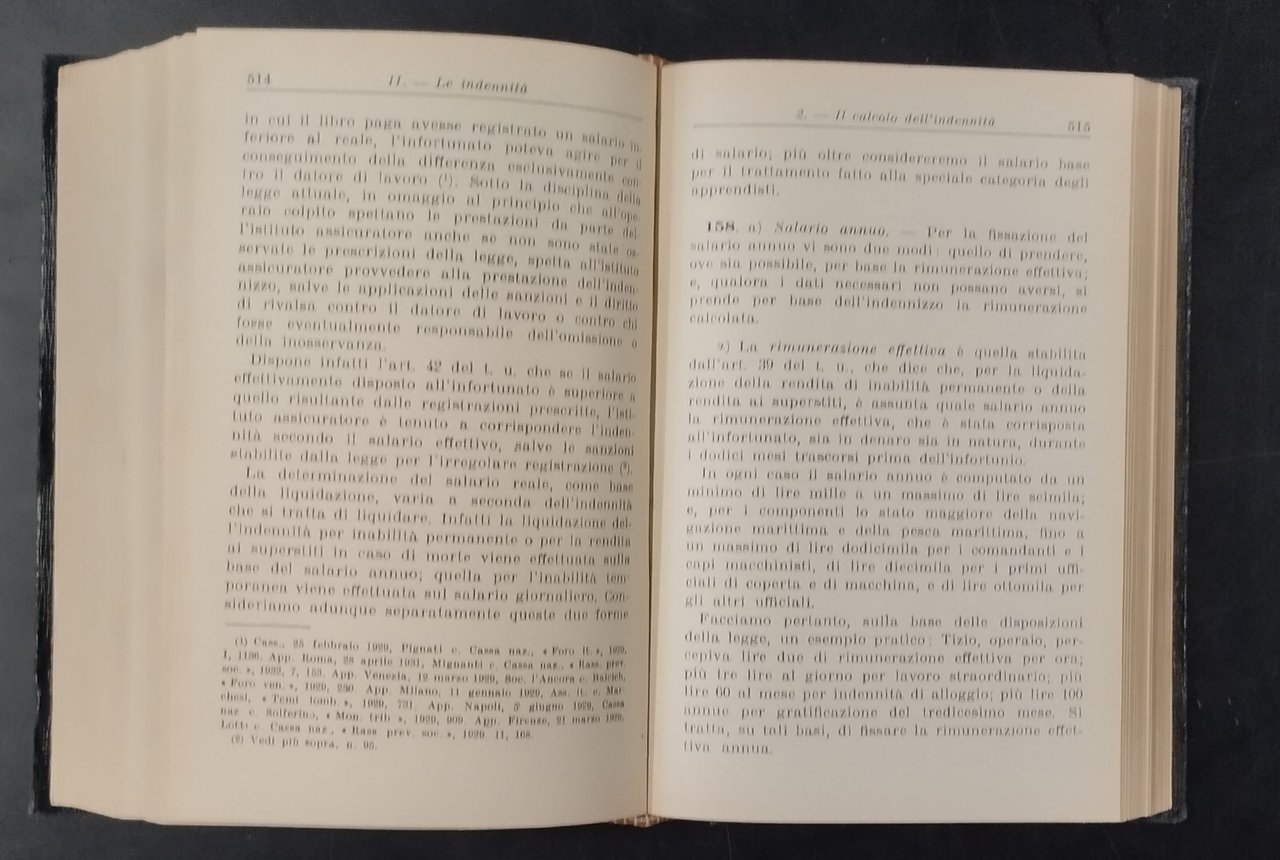 514 II. — Le indennità
in cui il libro paga avesse registrato un salario in-
feriore al reale, l'infortunato poteva agire per il
conseguimento della differenza esclusivamente con-
tro il datore di lavoro (¹). Sotto la disciplina della
legge attuale, in omaggio al principio che all'ope-
raio colpito spettano le prestazioni da parte del-
l'istituto assicuratore anche se non sono state os-
servate le prescrizioni della legge, spetta all'istituto
assicuratore provvedere alla prestazione dell'inden-
nizzo, salve le applicazioni delle sanzioni e il diritto
di rivalsa contro il datore di lavoro o contro chi
fosse eventualmente responsabile dell'omissione o
della inosservanza.
Dispone infatti l'art. 42 del t. u. che se il salario
effettivamente disposto all'infortunato è superiore a
quello risultante dalle registrazioni prescritte, l'isti-
tuto assicuratore è tenuto a corrispondere l'inden-
nità secondo il salario effettivo, salve le sanzioni
stabilite dalla legge per l'irregolare registrazione (²).
La determinazione del salario reale, come base
della liquidazione, varia a seconda dell'indennità
che si tratta di liquidare. Infatti la liquidazione del-
l'indennità per inabilità permanente o per la rendita
ai superstiti in caso di morte viene effettuata sulla
base del salario annuo; quella per l'inabilità tem-
poranea viene effettuata sul salario giornaliero. Con-
sideriamo adunque separatamente queste due forme
(1) Cass., 25 febbraio 1929, Pignati c. Cassa naz., « Foro it. », 1929,
I, 1136. App. Roma, 28 aprile 1931, Mignanti c. Cassa naz., « Rass. prev.
soc. », 1932, 7, 153. App. Venezia, 12 marzo 1929, Soc. l'Ancora c. Balcich,
« Foro ven. », 1929, 280. App. Milano, 11 gennaio 1929, Ass. it. c. Mar-
chesi, « Temi lomb. », 1929, 731. App. Napoli, giugno 1929, Cassa
naz c. Solferino, « Mon. trib », 1929, 909. App. Firenze, 21 marzo 1929,
Lotti c. Cassa naz, « Rass prev. soc. », 1929 11, 168.
(2) Vedi più sopra, n. 95.
2. — Il calcolo dell'indennità 515
di salario; più oltre considereremo il salario base
per il trattamento fatto alla speciale categoria degli
apprendisti.
158. a) Salario annuo. — Per la fissazione del
salario annuo vi sono due modi: quello di prendere,
ove sia possibile, per base la rimunerazione effettiva;
e, qualora i dati necessari non possano aversi, si
prende per base dell'indennizzo la rimunerazione
calcolata.
α) La rimunerazione effettiva è quella stabilita
dall'art. 39 del t. u., che dice che, per la liquida-
zione della rendita di inabilità permanente o della
rendita ai superstiti, è assunta quale salario annuo
la rimunerazione effettiva, che è stata corrisposta
all'infortunato, sia in denaro sia in natura, durante
i dodici mesi trascorsi prima dell'infortunio.
In ogni caso il salario annuo è computato da un
minimo di lire mille a un massimo di lire seimila;
e, per i componenti lo stato maggiore della navi-
gazione marittima e della pesca marittima, fino a
un massimo di lire dodicimila per i comandanti e i
capi macchinisti, di lire diecimila per i primi uffi-
ciali di coperta e di macchina, e di lire ottomila per
gli altri ufficiali.
Facciamo pertanto, sulla base delle disposizioni
della legge, un esempio pratico: Tizio, operaio, per-
cepiva lire due di rimunerazione effettiva per ora;
più tre lire al giorno per lavoro straordinario; più
lire 60 al mese per indennità di alloggio; più lire 100
annue per gratificazione del tredicesimo mese. Si
tratta, su tali basi, di fissare la rimunerazione effet-
tiva annua.